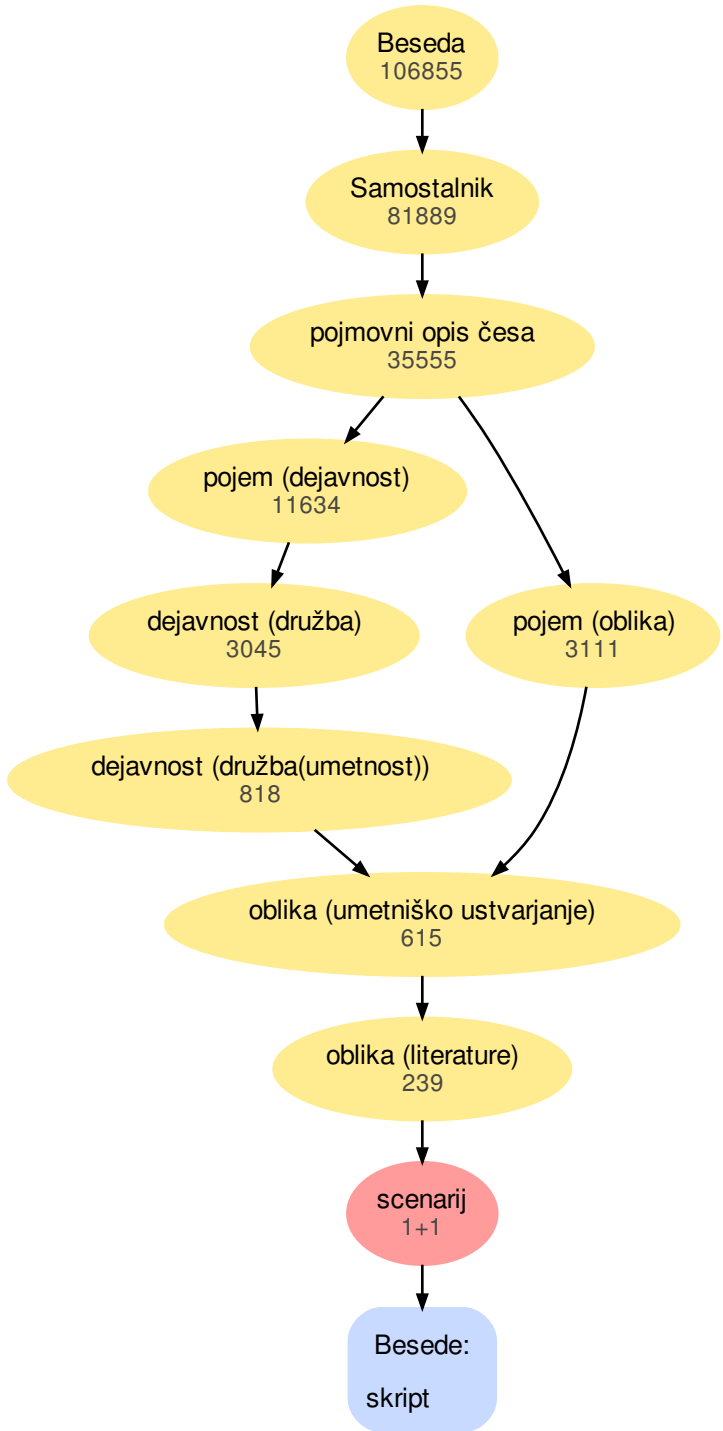 Beseda
106855
Samostalnik
81889
pojmovni opis česa
35555
pojem (dejavnost)
11634
dejavnost (družba)
3045
pojem (oblika)
3111
dejavnost (družba(umetnost))
818
oblika (umetniško ustvarjanje)
615
oblika (literature)
239
scenarij
1+1
Besede:
skript